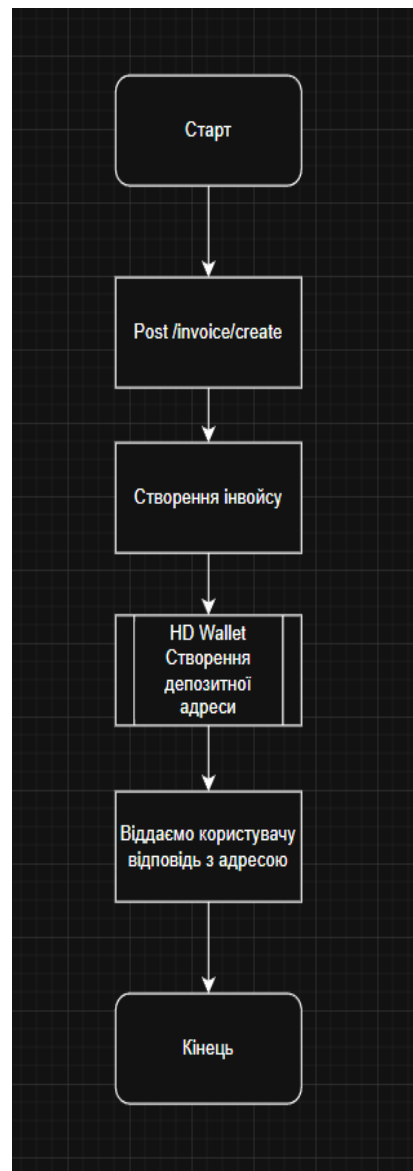 Старт
Post /invoice/create
Створення інвойсу
HD Wallet
Створення
депозитної
адреси
Віддаємо користувачу
відповідь з адресою
Кінець